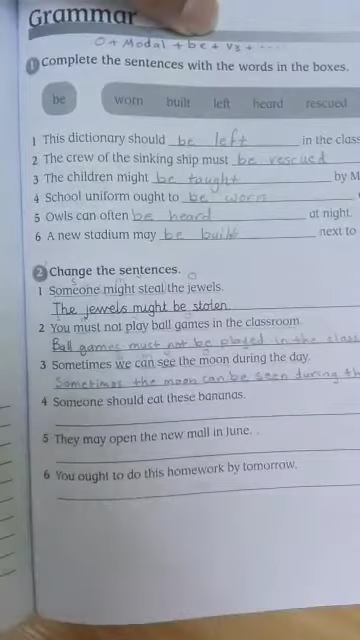 Grammar
O + Modal + be + V3 + ....
1 Complete the sentences with the words in the boxes.
be worn built left heard rescued
1 This dictionary should be left in the class
2 The crew of the sinking ship must be rescued
3 The children might be taught by M
4 School uniform ought to be worn
5 Owls can often be heard at night.
6 A new stadium may be built next to
2 Change the sentences.
S O
1 Someone might steal the jewels.
The jewels might be stolen
2 You must not play ball games in the classroom.
Ball games must not be played in the class
3 Sometimes we can see the moon during the day.
Sometimes the moon can be seen during th
4 Someone should eat these bananas.
5 They may open the new mall in June.
6 You ought to do this homework by tomorrow.